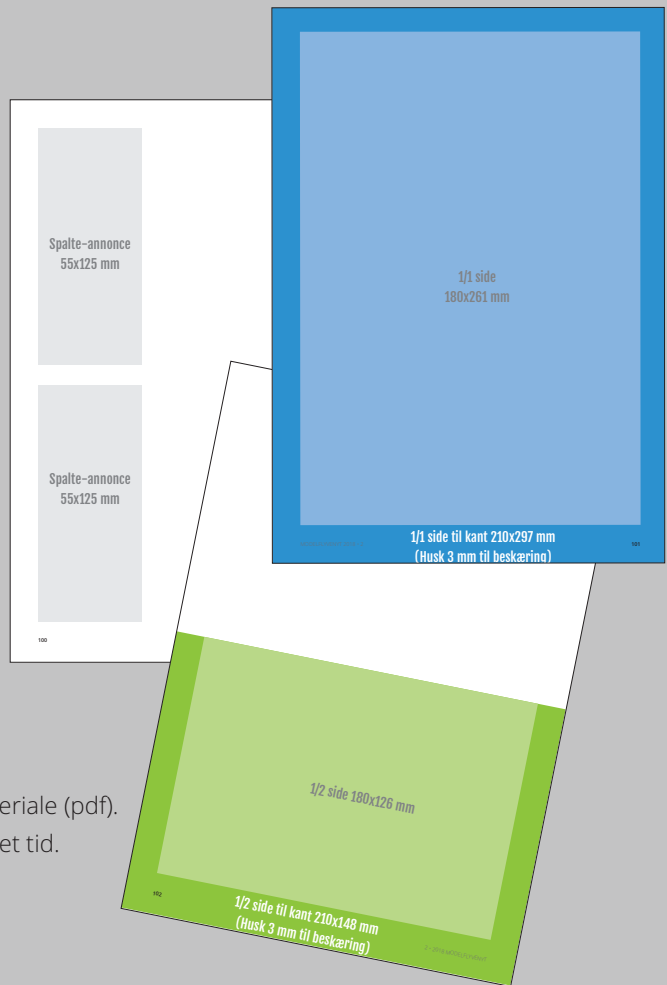 Spalte-annonce
55x125 mm
Spalte-annonce
55x125 mm
100
1/1 side
180x261 mm
1/1 side til kant 210x297 mm
(Husk 3 mm til beskæring)
101
eriale (pdf).
et tid.
1/2 side 180x126 mm
102
1/2 side til kant 210x148 mm
(Husk 3 mm til beskæring)